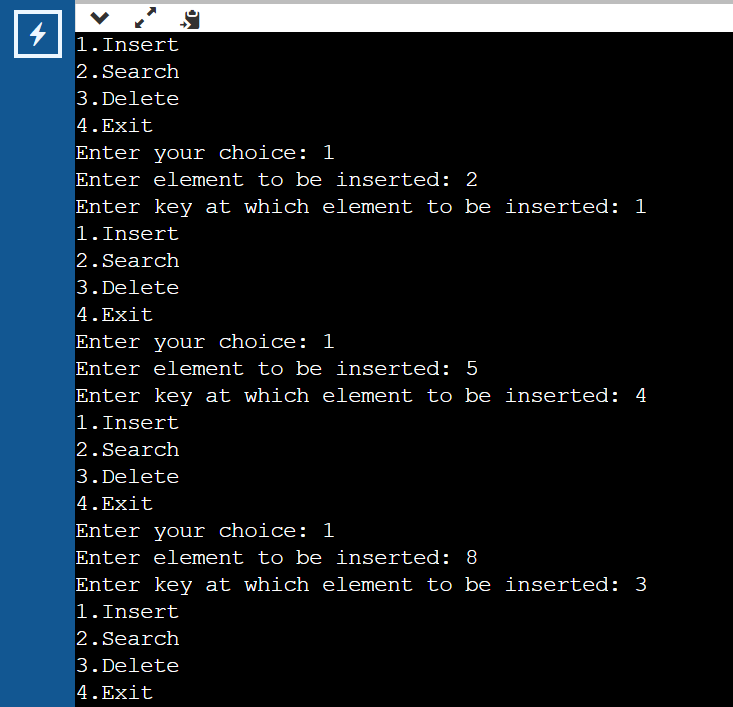 1.Insert
2.Search
3.Delete
4.Exit
Enter your choice: 1
Enter element to be inserted: 2
Enter key at which element to be inserted: 1
1.Insert
2.Search
3.Delete
4.Exit
Enter your choice: 1
Enter element to be inserted: 5
Enter key at which element to be inserted: 4
1.Insert
2.Search
3.Delete
4.Exit
Enter your choice: 1
Enter element to be inserted: 8
Enter key at which element to be inserted: 3
1.Insert
2.Search
3.Delete
4.Exit